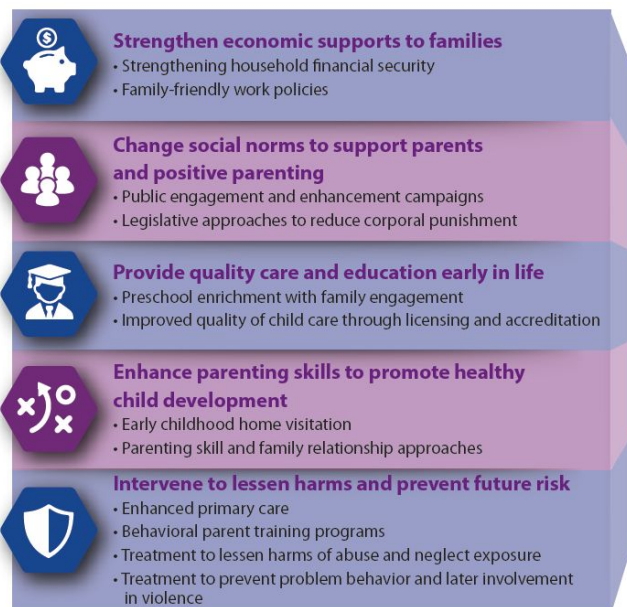 $
Strengthen economic supports to families
• Strengthening household financial security
• Family-friendly work policies
Change social norms to support parents
and positive parenting
• Public engagement and enhancement campaigns
• Legislative approaches to reduce corporal punishment
Provide quality care and education early in life
• Preschool enrichment with family engagement
• Improved quality of child care through licensing and accreditation
Enhance parenting skills to promote healthy
child development
• Early childhood home visitation
• Parenting skill and family relationship approaches
Intervene to lessen harms and prevent future risk
• Enhanced primary care
• Behavioral parent training programs
• Treatment to lessen harms of abuse and neglect exposure
• Treatment to prevent problem behavior and later involvement
in violence